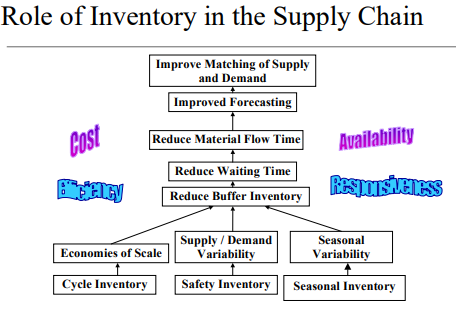 Role of Inventory in the Supply Chain
Improve Matching of Supply
and Demand
Improved Forecasting
Cost
Availability
Reduce Material Flow Time
Reduce Waiting Time
Efficiency
Responsiveness
Reduce Buffer Inventory
Economies of Scale
Supply / Demand
Variability
Seasonal
Variability
Cycle Inventory
Safety Inventory
Seasonal Inventory